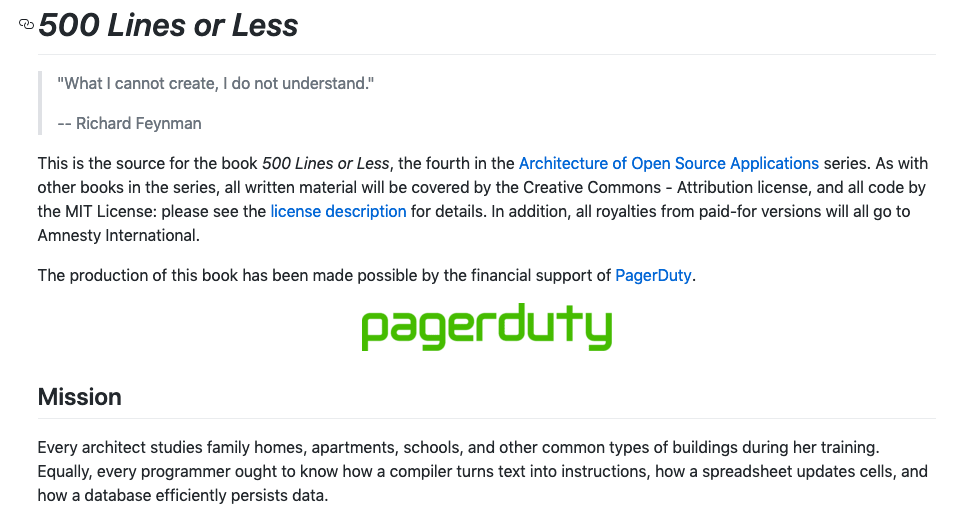 500 Lines or Less
"What I cannot create, I do not understand."
-- Richard Feynman
This is the source for the book 500 Lines or Less, the fourth in the Architecture of Open Source Applications series. As with
other books in the series, all written material will be covered by the Creative Commons - Attribution license, and all code by
the MIT License: please see the license description for details. In addition, all royalties from paid-for versions will all go to
Amnesty International.
The production of this book has been made possible by the financial support of PagerDuty.
pagerduty
Mission
Every architect studies family homes, apartments, schools, and other common types of buildings during her training.
Equally, every programmer ought to know how a compiler turns text into instructions, how a spreadsheet updates cells, and
how a database efficiently persists data.